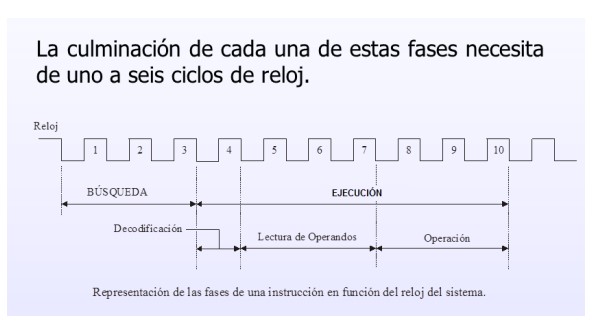 La culminación de cada una de estas fases necesita
de uno a seis ciclos de reloj.
Reloj
1 2 3 4 5 6 7 8 9 10
BÚSQUEDA EJECUCIÓN
Decodificación Lectura de Operandos Operación
Representación de las fases de una instrucción en función del reloj del sistema.